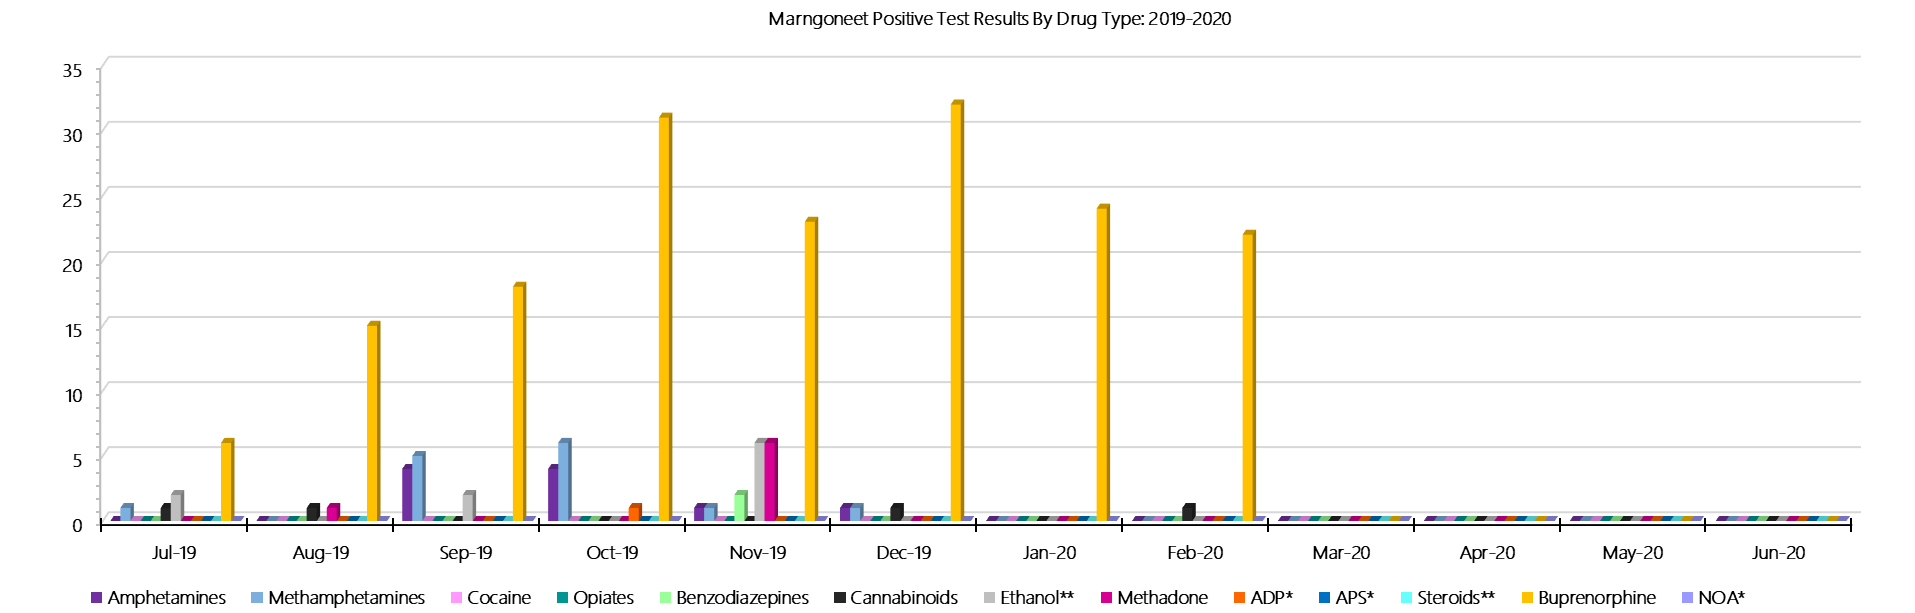 Marngoneet Positive Test Results By Drug Type: 2019-2020
35
30
25
20
15
10
5
0
Jul-19 Aug-19 Sep-19 Oct-19 Nov-19 Dec-19 Jan-20 Feb-20 Mar-20 Apr-20 May-20 Jun-20
Amphetamines Methamphetamines Cocaine Opiates Benzodiazepines Cannabinoids Ethanol** Methadone ADP* APS* Steroids** Buprenorphine NOA*